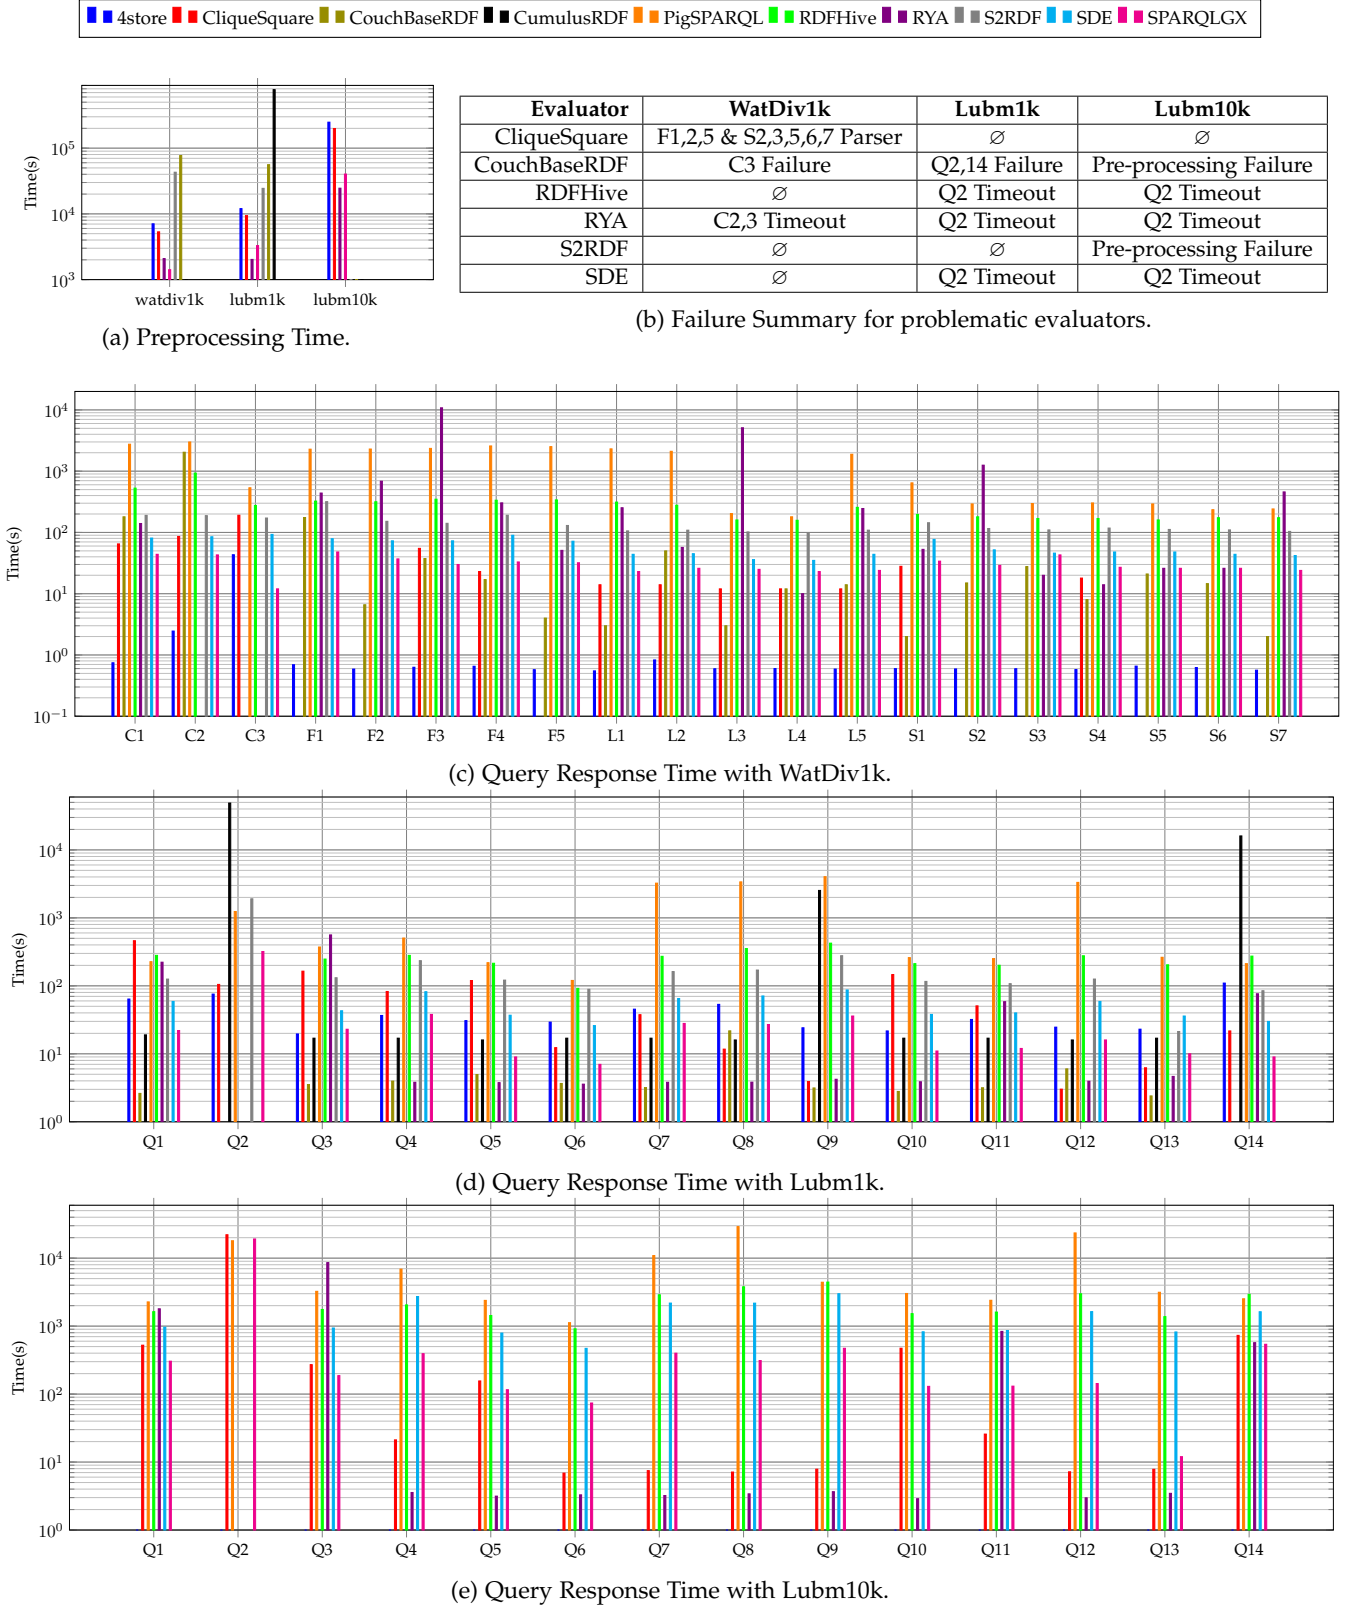 4store CliqueSquare CouchBaseRDF CumulusRDF PigSPARQL RDFHive RYA S2RDF SDE SPARQLGX
Time(s)
10^5
10^4
10^3
watdiv1k lubm1k lubm10k
(a) Preprocessing Time.
Evaluator WatDiv1k Lubm1k Lubm10k
CliqueSquare F1,2,5 & S2,3,5,6,7 Parser ∅ ∅
CouchBaseRDF C3 Failure Q2,14 Failure Pre-processing Failure
RDFHive ∅ Q2 Timeout Q2 Timeout
RYA C2,3 Timeout Q2 Timeout Q2 Timeout
S2RDF ∅ ∅ Pre-processing Failure
SDE ∅ Q2 Timeout Q2 Timeout
(b) Failure Summary for problematic evaluators.
Time(s)
10^4
10^3
10^2
10^1
10^0
10^−1
C1 C2 C3 F1 F2 F3 F4 F5 L1 L2 L3 L4 L5 S1 S2 S3 S4 S5 S6 S7
(c) Query Response Time with WatDiv1k.
Time(s)
10^4
10^3
10^2
10^1
10^0
Q1 Q2 Q3 Q4 Q5 Q6 Q7 Q8 Q9 Q10 Q11 Q12 Q13 Q14
(d) Query Response Time with Lubm1k.
Time(s)
10^4
10^3
10^2
10^1
10^0
Q1 Q2 Q3 Q4 Q5 Q6 Q7 Q8 Q9 Q10 Q11 Q12 Q13 Q14
(e) Query Response Time with Lubm10k.